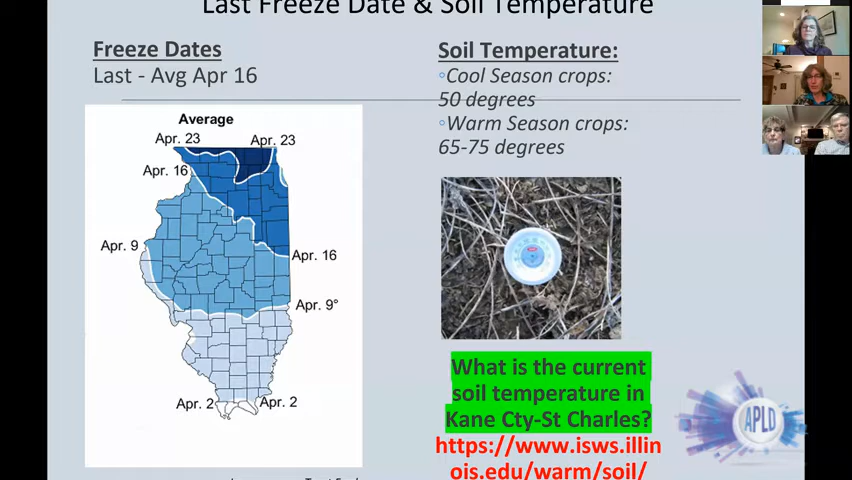 Last Freeze Date & Soil Temperature
Freeze Dates
Last - Avg Apr 16
Average
Apr. 23
Apr. 23
Apr. 16
Apr. 9
Apr. 16
Apr. 9°
Apr. 2
Apr. 2
Soil Temperature:
◦Cool Season crops:
50 degrees
◦Warm Season crops:
65-75 degrees
What is the current
soil temperature in
Kane Cty-St Charles?
https://www.isws.illin
ois.edu/warm/soil/
APLD